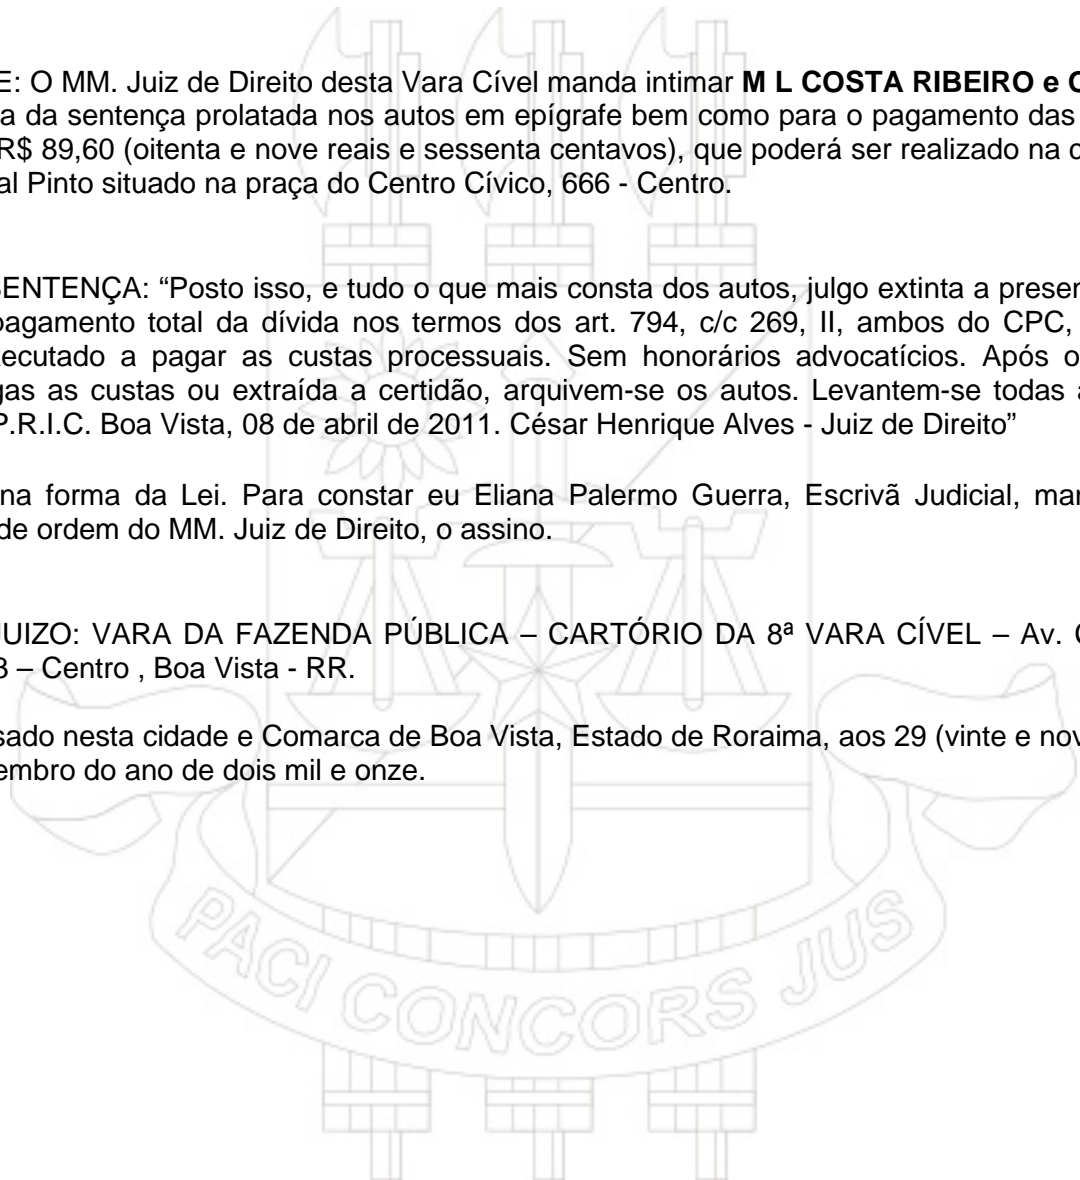 E: O MM. Juiz de Direito desta Vara Cível manda intimar M L COSTA RIBEIRO e
a da sentença prolatada nos autos em epígrafe bem como para o pagamento das
R$ 89,60 (oitenta e nove reais e sessenta centavos), que poderá ser realizado na
al Pinto situado na praça do Centro Cívico, 666 - Centro.
SENTENÇA: “Posto isso, e tudo o que mais consta dos autos, julgo extinta a presen
pagamento total da dívida nos termos dos art. 794, c/c 269, II, ambos do CPC,
xecutado a pagar as custas processuais. Sem honorários advocatícios. Após o
gas as custas ou extraída a certidão, arquivem-se os autos. Levantem-se todas a
P.R.I.C. Boa Vista, 08 de abril de 2011. César Henrique Alves - Juiz de Direito”
na forma da Lei. Para constar eu Eliana Palermo Guerra, Escrivã Judicial, man
de ordem do MM. Juiz de Direito, o assino.
JUIZO: VARA DA FAZENDA PÚBLICA – CARTÓRIO DA 8ª VARA CÍVEL – Av.
3 – Centro , Boa Vista - RR.
sado nesta cidade e Comarca de Boa Vista, Estado de Roraima, aos 29 (vinte e nov
embro do ano de dois mil e onze.
PACI CONCORS JUS